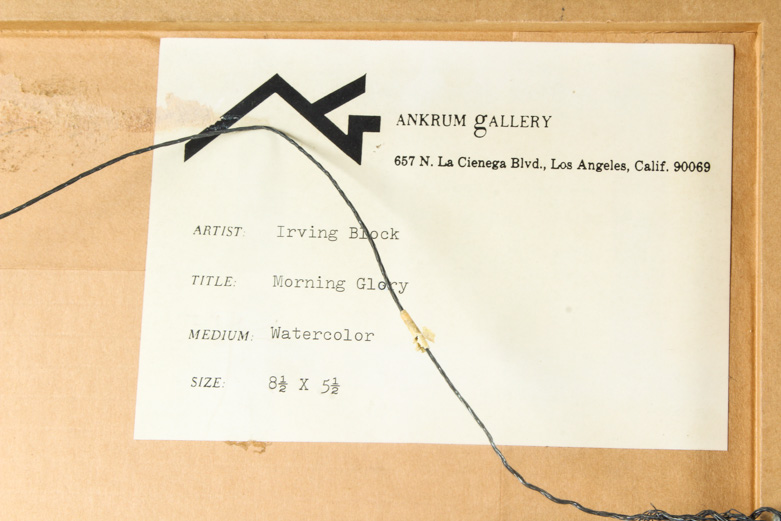 ANKRUM gALLERY
657 N. La Cienega Blvd., Los Angeles, Calif. 90069
ARTIST: Irving Block
TITLE: Morning Glory
MEDIUM: Watercolor
SIZE: 8½ X 5½